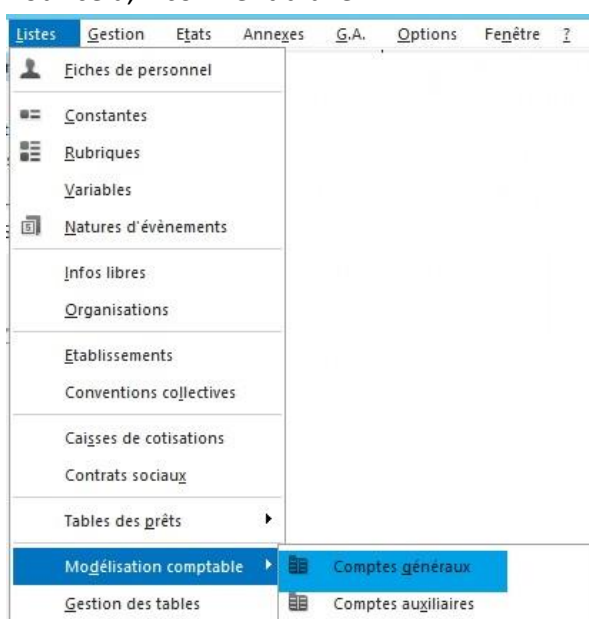 Listes Gestion Etats Annexes G.A. Options Fenêtre ?
Fiches de personnel
Constantes
Rubriques
Variables
Natures d'évènements
Infos libres
Organisations
Etablissements
Conventions collectives
Caisses de cotisations
Contrats sociaux
Tables des prêts
Modélisation comptable Comptes généraux
Gestion des tables Comptes auxiliaires